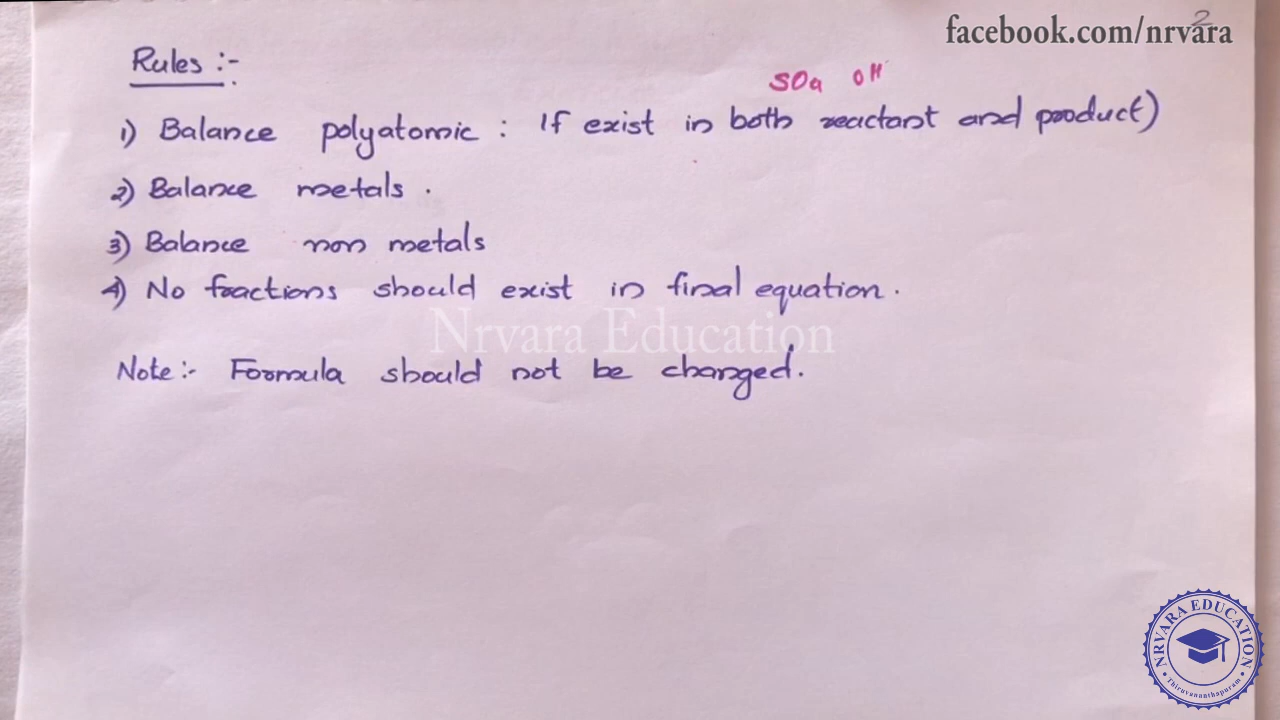 facebook.com/nrvara
2
Rules :-
SO4 OH
1) Balance polyatomic : If exist in both reactant and product)
2) Balance metals .
3) Balance non metals
4) No fractions should exist in final equation .
Nrvara Education
Note :- Formula should not be changed.
NRVARA EDUCATION
• Thiruvananthapuram •